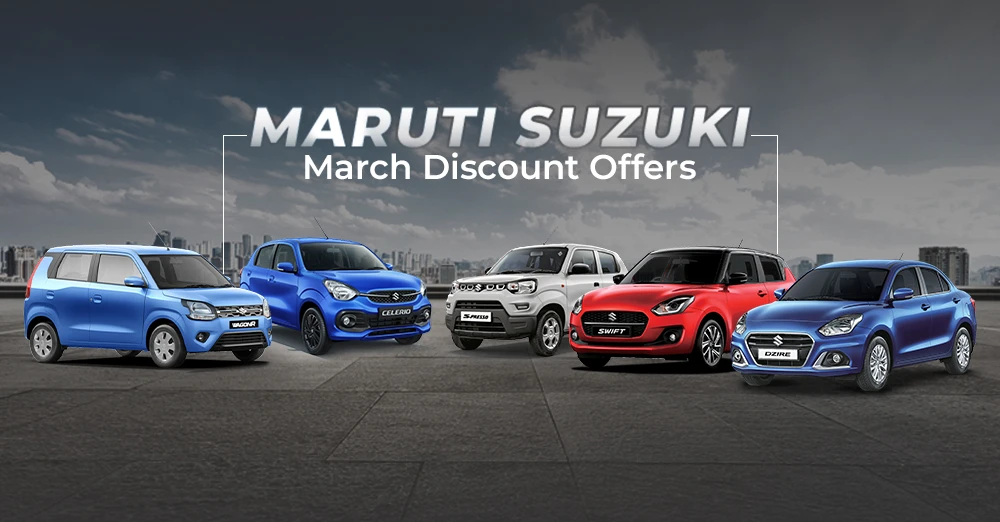 MARUTI SUZUKI
March Discount Offers
WAGONR
CELERIO
S-PRESSO
SWIFT
DZIRE